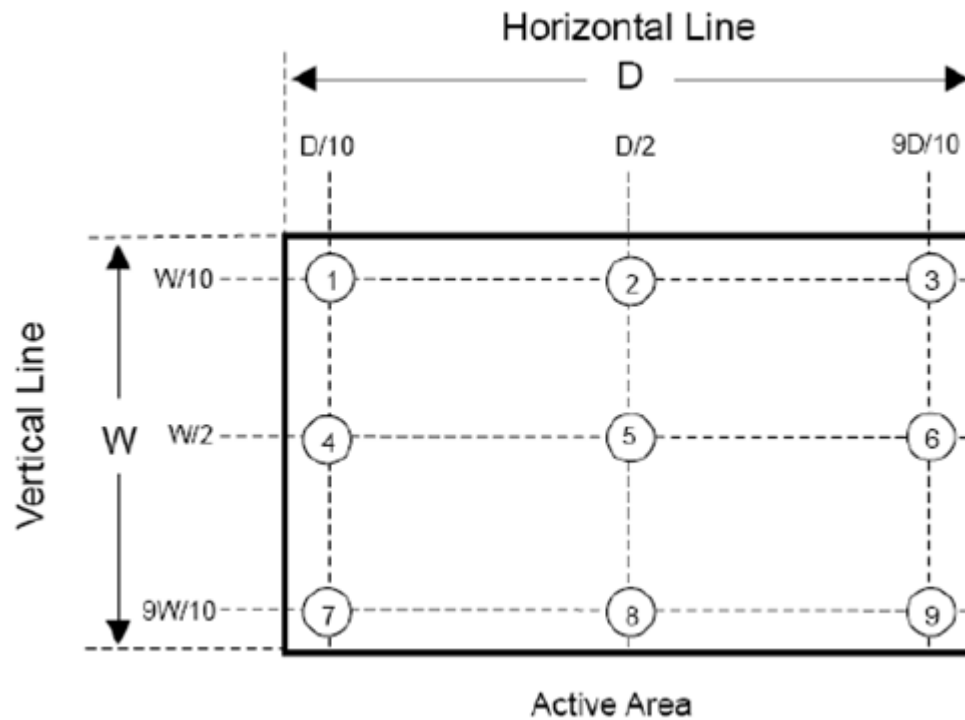 Horizontal Line
D
D/10 D/2 9D/10
W/10 1 2 3
Vertical Line
W
W/2 4 5 6
9W/10 7 8 9
Active Area